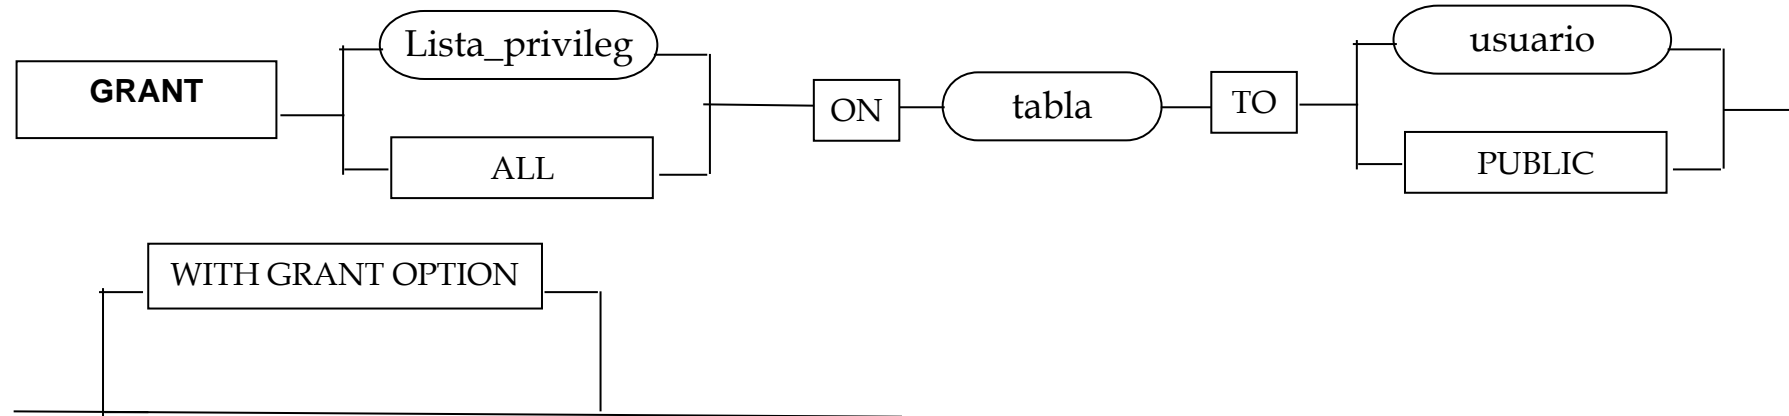 Lista_privileg
usuario
GRANT
ON
tabla
TO
ALL
PUBLIC
WITH GRANT OPTION